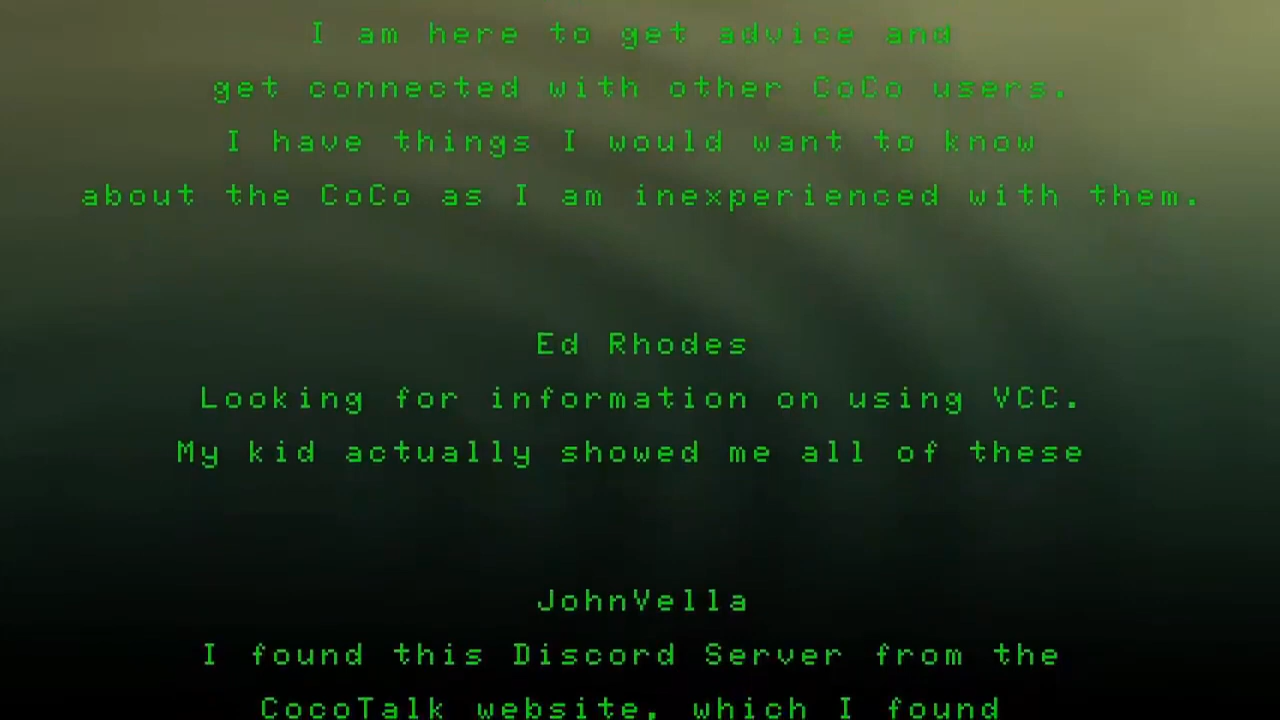 I am here to get advice and
get connected with other CoCo users.
I have things I would want to know
about the CoCo as I am inexperienced with them.
Ed Rhodes
Looking for information on using VCC.
My kid actually showed me all of these
JohnVella
I found this Discord Server from the
CocoTalk website, which I found